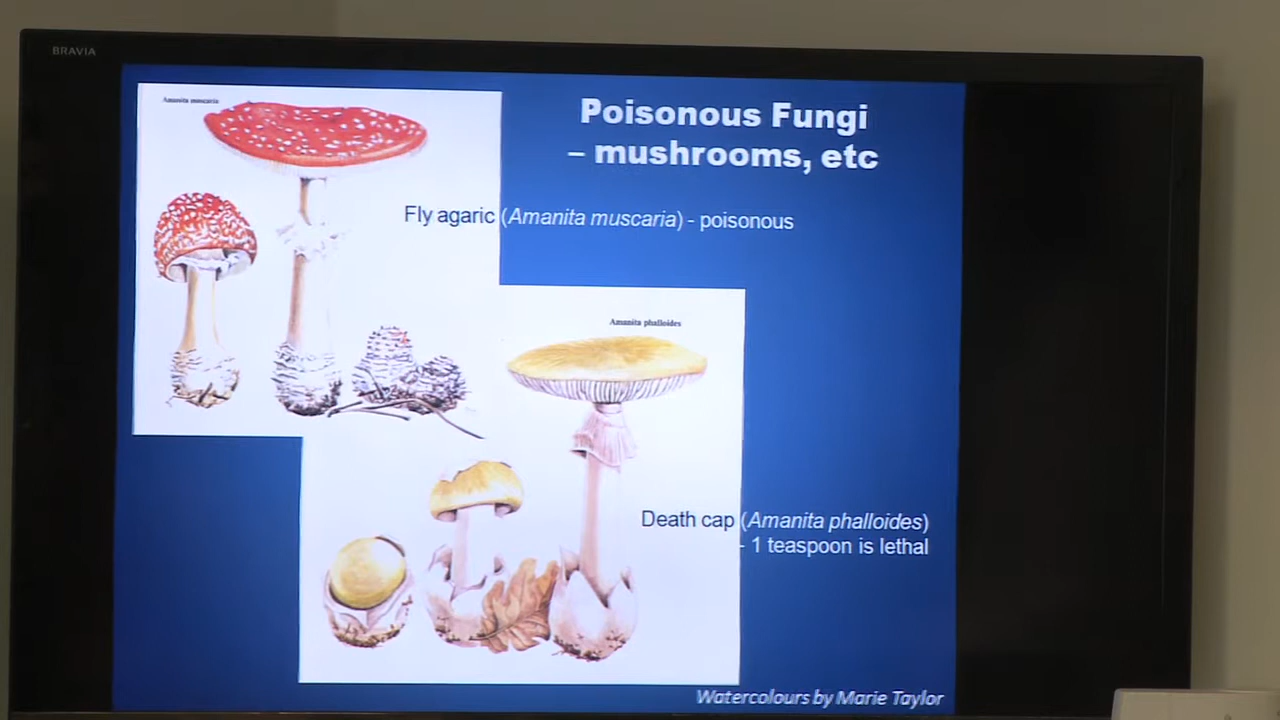 BRAVIA
Amanita muscaria
Poisonous Fungi
– mushrooms, etc
Fly agaric (Amanita muscaria) - poisonous
Amanita phalloides
Death cap (Amanita phalloides)
- 1 teaspoon is lethal
Watercolours by Marie Taylor